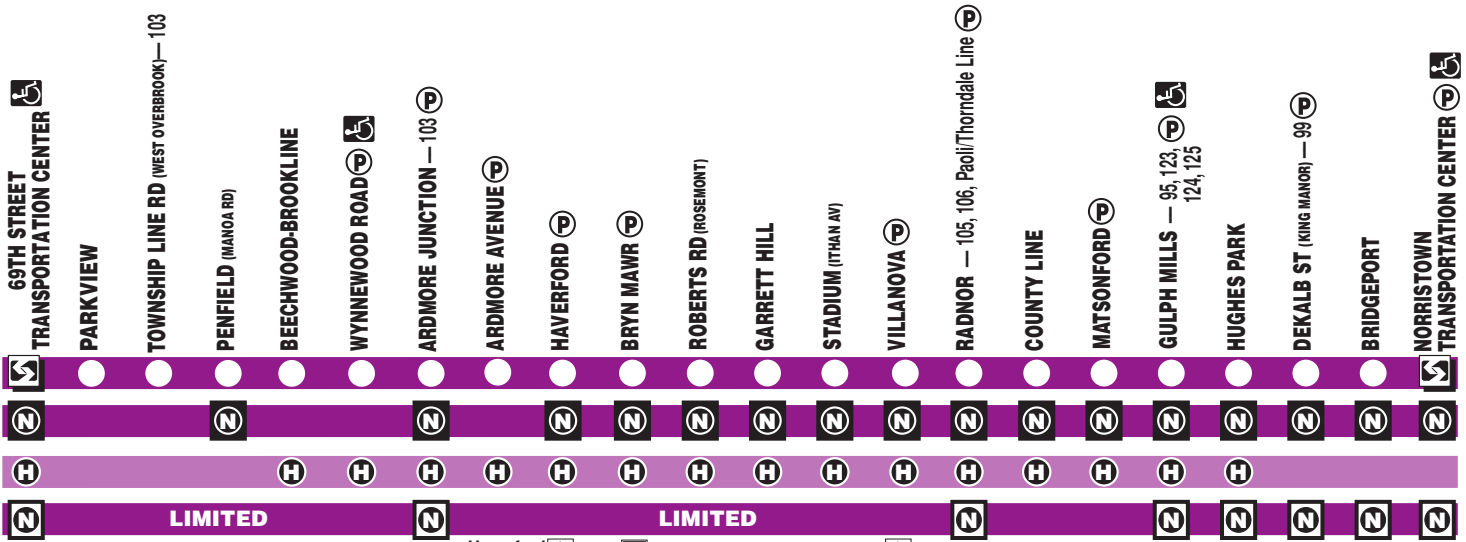 69TH STREET
TRANSPORTATION CENTER
PARKVIEW
TOWNSHIP LINE RD (WEST OVERBROOK)— 103
PENFIELD (MANOA RD)
BEECHWOOD-BROOKLINE
WYNNEWOOD ROAD P
ARDMORE JUNCTION — 103 P
ARDMORE AVENUE P
HAVERFORD P
BRYN MAWR P
ROBERTS RD (ROSEMONT)
GARRETT HILL
STADIUM (ITHAN AV)
VILLANOVA P
RADNOR — 105, 106, Paoli/Thorndale Line P
COUNTY LINE
MATSONFORD P
GULPH MILLS — 95, 123, P
124, 125
HUGHES PARK
DEKALB ST (KING MANOR) — 99 P
BRIDGEPORT
NORRISTOWN
TRANSPORTATION CENTER P
N N N N N N N N N N N N N N N N N N
H H H H H H H H H H H H H H H H
N LIMITED N LIMITED N N N N N N